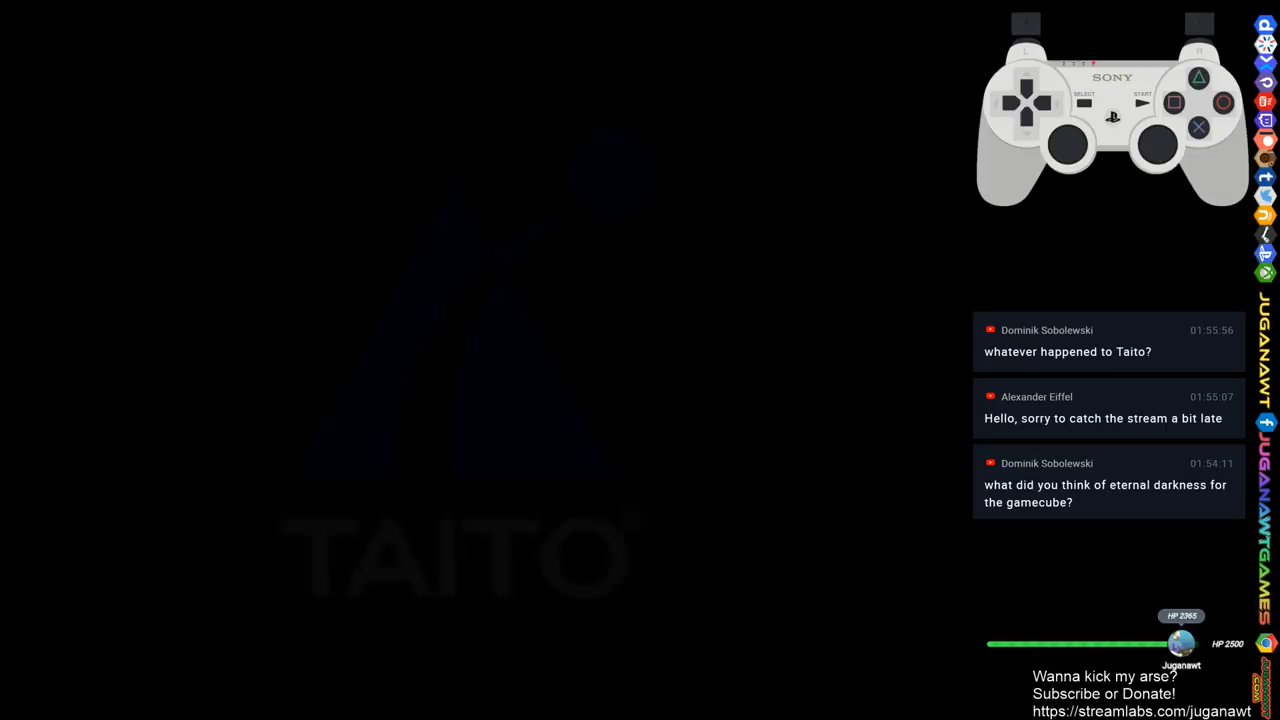 TAITO®
L
R
SONY
SELECT
START
Dominik Sobolewski 01:55:56
whatever happened to Taito?
Alexander Eiffel 01:55:07
Hello, sorry to catch the stream a bit late
Dominik Sobolewski 01:54:11
what did you think of eternal darkness for
the gamecube?
HP 2365
HP 2500
Juganawt
Wanna kick my arse?
Subscribe or Donate!
https://streamlabs.com/juganawt
JUGANAWT
JUGANAWTGAMES
JUGANAWT
.COM